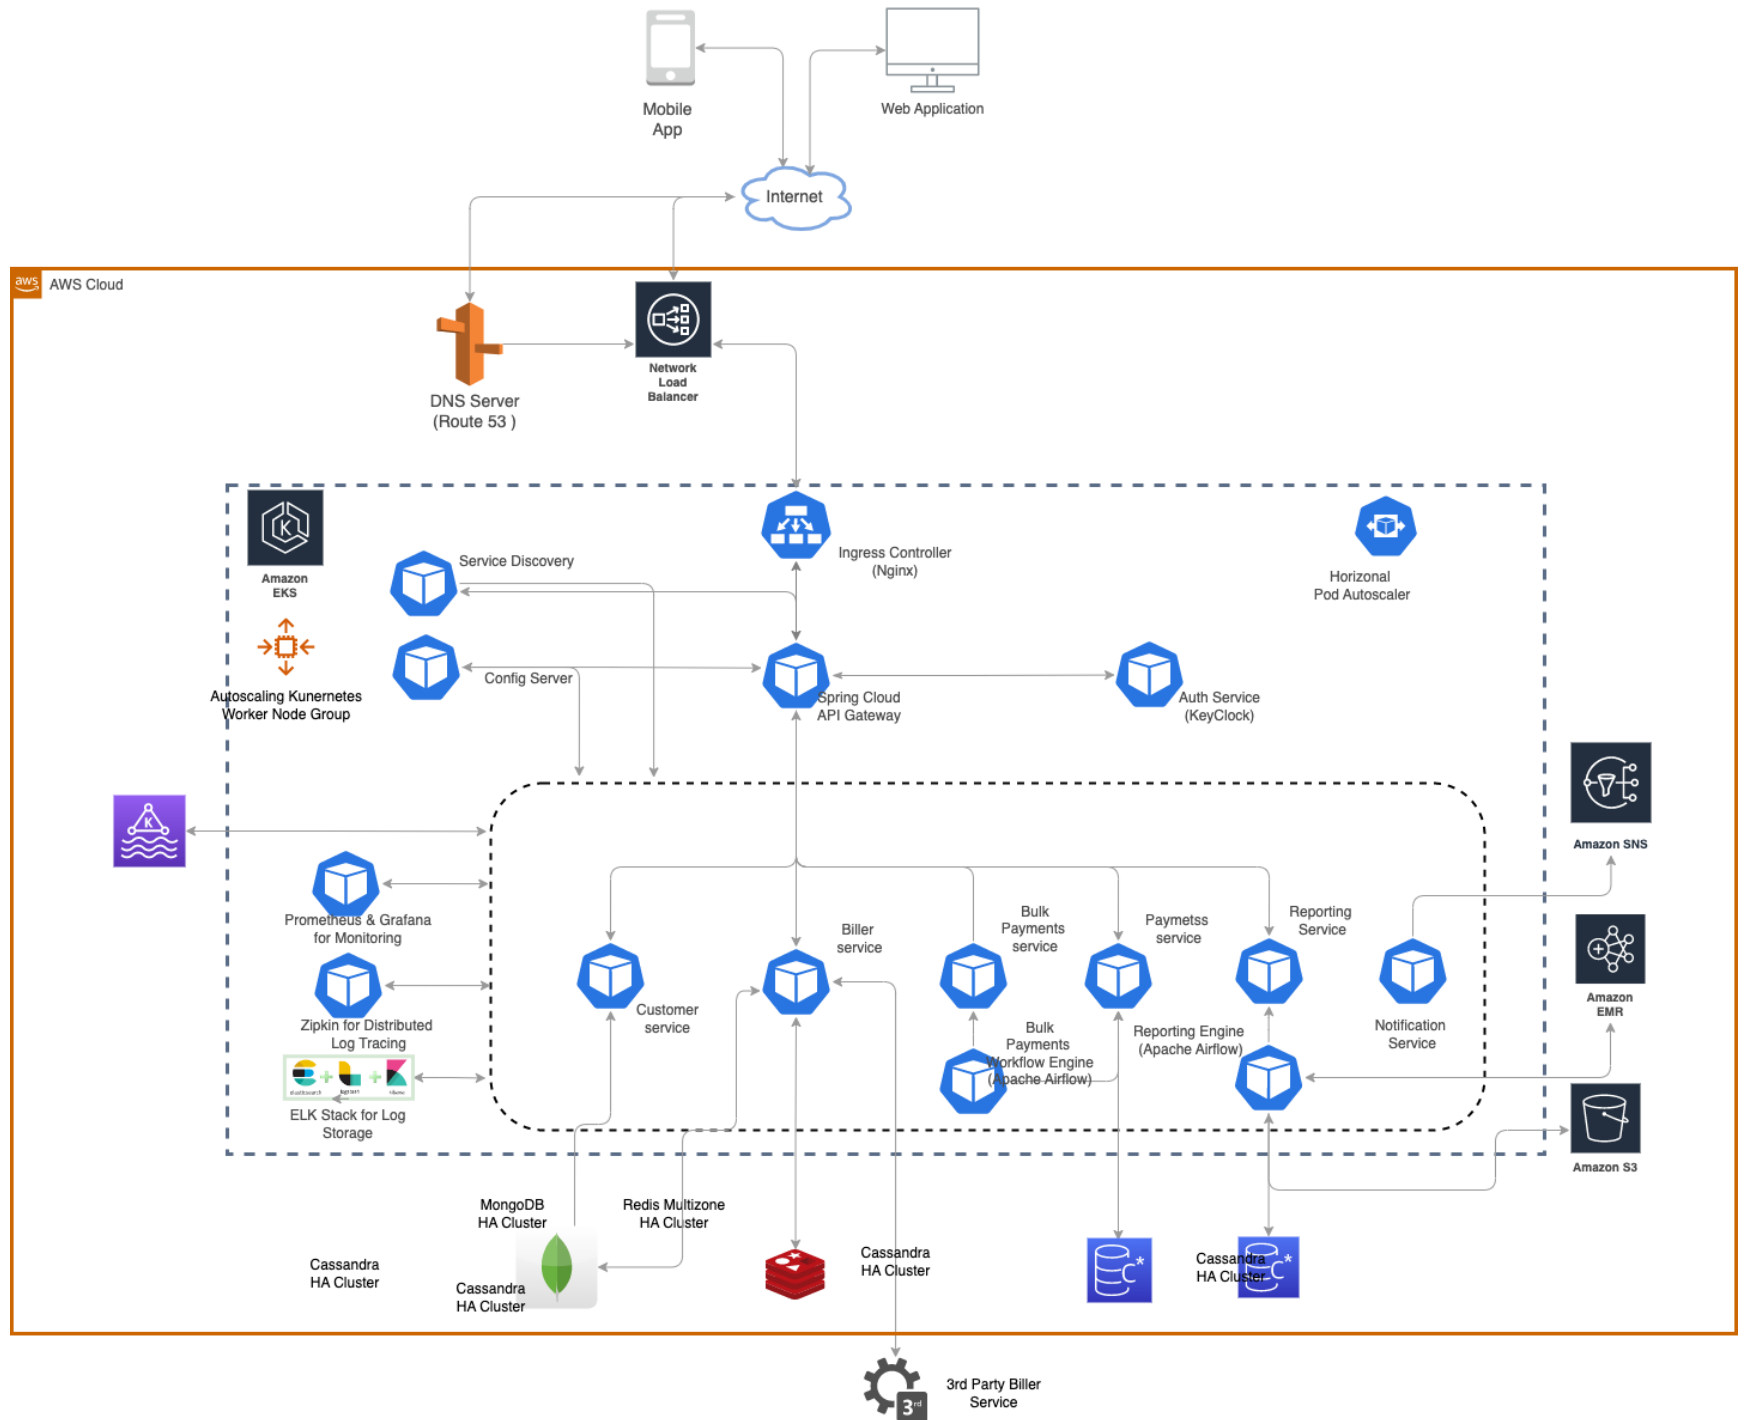 Mobile
App
Web Application
Internet
aws
AWS Cloud
DNS Server
(Route 53 )
Network
Load
Balancer
Amazon
EKS
Service Discovery
Ingress Controller
(Nginx)
Horizonal
Pod Autoscaler
Autoscaling Kunernetes
Worker Node Group
Config Server
Spring Cloud
API Gateway
Auth Service
(KeyClock)
K
Amazon SNS
Prometheus & Grafana
for Monitoring
Biller
service
Bulk
Payments
service
Paymetss
service
Reporting
Service
Amazon
EMR
Zipkin for Distributed
Log Tracing
Customer
service
Bulk
Payments
Workflow Engine
(Apache Airflow)
Reporting Engine
(Apache Airflow)
Notification
Service
ELK Stack for Log
Storage
Amazon S3
MongoDB
HA Cluster
Redis Multizone
HA Cluster
Cassandra
HA Cluster
Cassandra
HA Cluster
Cassandra
HA Cluster
C*
Cassandra
HA Cluster
C*
3rd
3rd Party Biller
Service